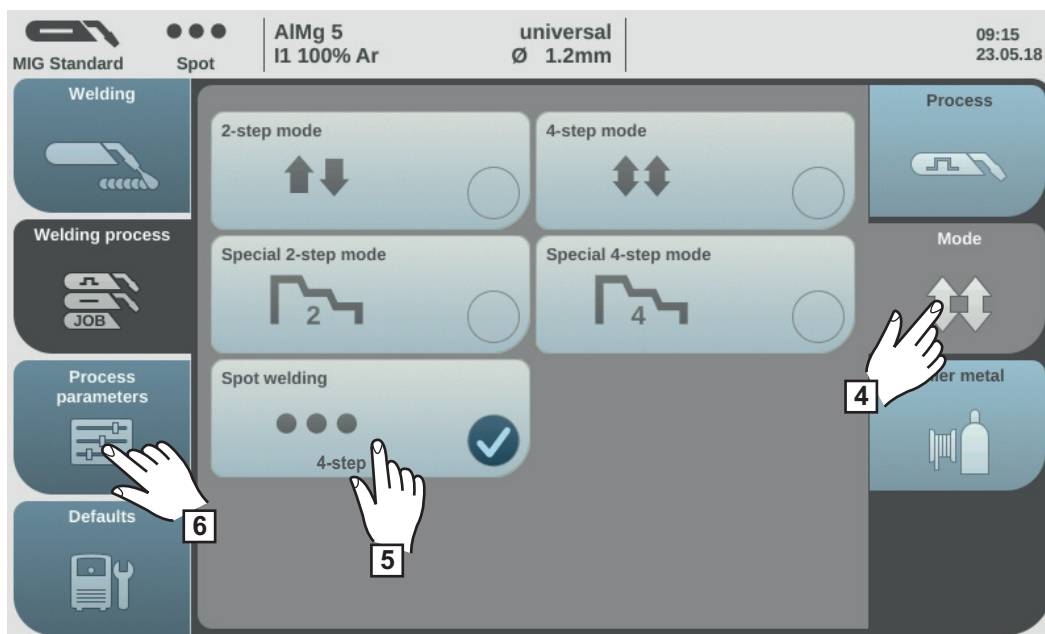 MIG Standard
Spot
AlMg 5
I1 100% Ar
universal
Ø 1.2mm
09:15
23.05.18
Welding
Welding process
JOB
Process
parameters
Defaults
2-step mode
4-step mode
Special 2-step mode
2
Special 4-step mode
4
Spot welding
4-step
Process
Mode
metal
4
5
6